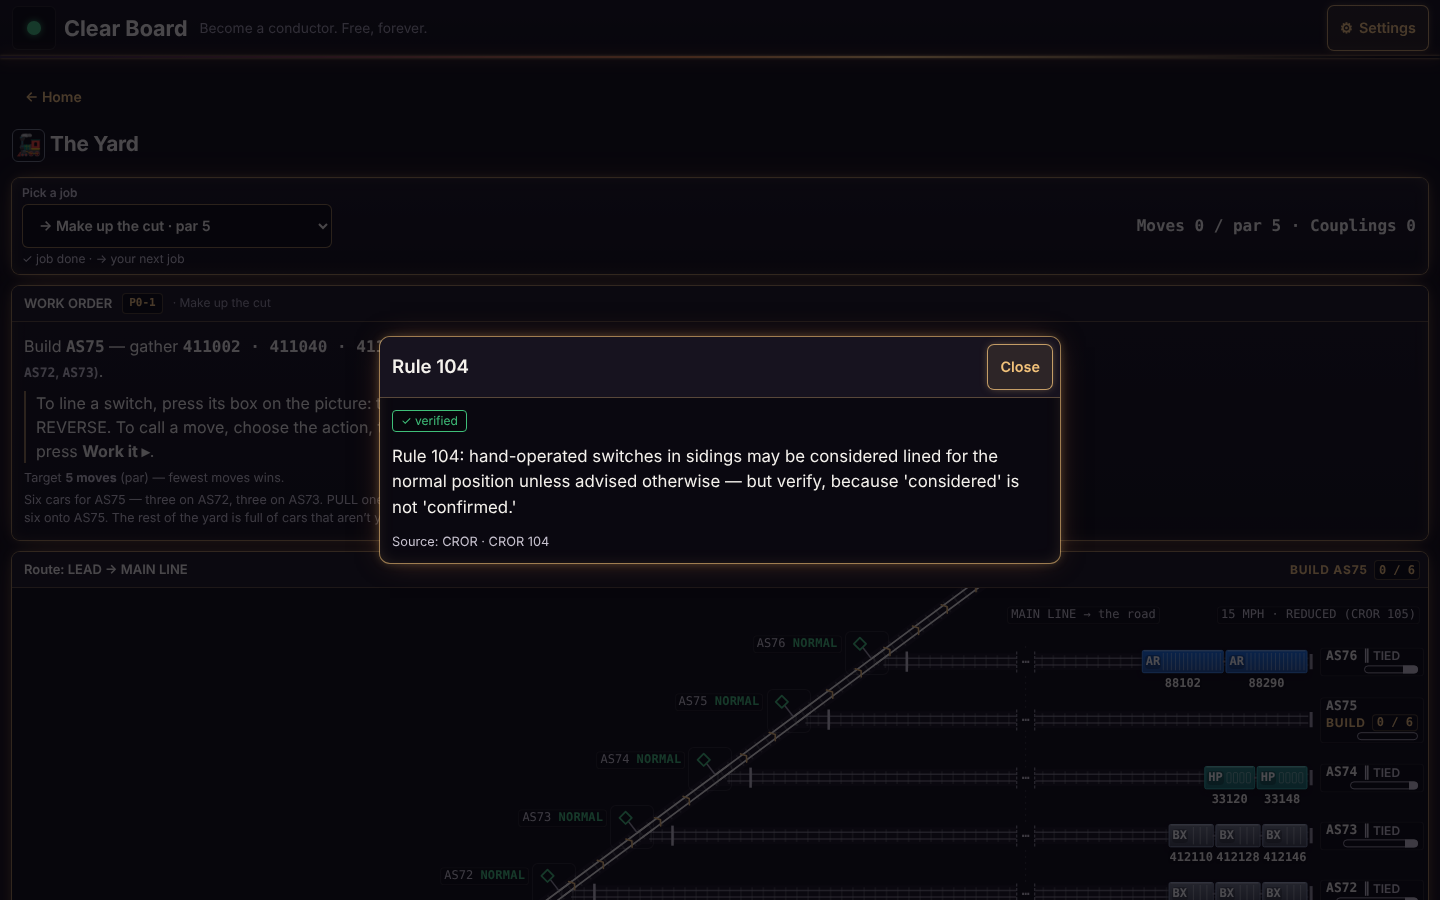 Clear Board Become a conductor. Free, forever.
⚙ Settings
← Home
The Yard
Pick a job
→ Make up the cut · par 5
Moves 0 / par 5 · Couplings 0
✓ job done · → your next job
WORK ORDER P0-1 · Make up the cut
Build AS75 — gather 411002 · 411040 · 411
AS72, AS73).
To line a switch, press its box on the picture:
REVERSE. To call a move, choose the action,
press Work it ▸.
Target 5 moves (par) — fewest moves wins.
Six cars for AS75 — three on AS72, three on AS73. PULL one
six onto AS75. The rest of the yard is full of cars that aren't
Rule 104
Close
✓ verified
Rule 104: hand-operated switches in sidings may be considered lined for the
normal position unless advised otherwise — but verify, because 'considered' is
not 'confirmed.'
Source: CROR · CROR 104
Route: LEAD → MAIN LINE
BUILD AS75 0 / 6
MAIN LINE → the road
15 MPH · REDUCED (CROR 105)
AS76 NORMAL
AR AR
AS76 TIED
88102 88290
AS75 NORMAL
AS75
BUILD 0 / 6
AS74 NORMAL
HP HP
AS74 TIED
33120 33148
AS73 NORMAL
BX BX BX
AS73 TIED
412110 412128 412146
AS72 NORMAL
BX BX BX
AS72 TIED